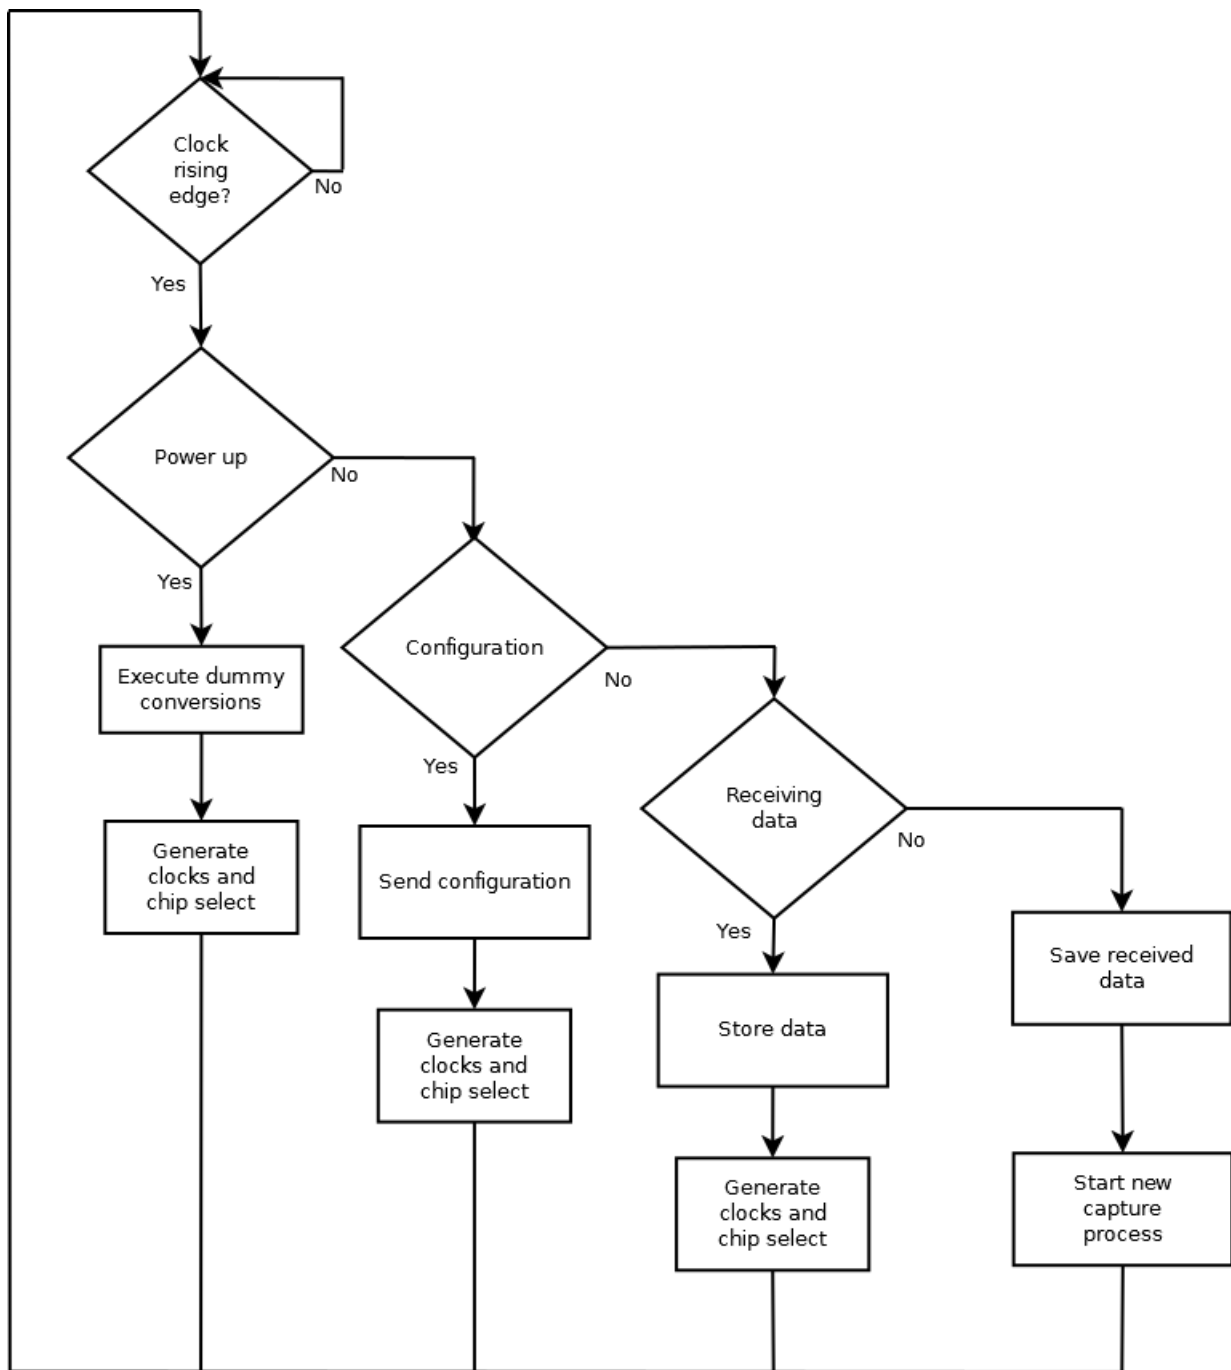 Clock
rising
edge?
No
Yes
Power up
No
Yes
Execute dummy
conversions
Configuration
No
Yes
Generate
clocks and
chip select
Send configuration
Receiving
data
No
Yes
Generate
clocks and
chip select
Store data
Save received
data
Generate
clocks and
chip select
Start new
capture
process